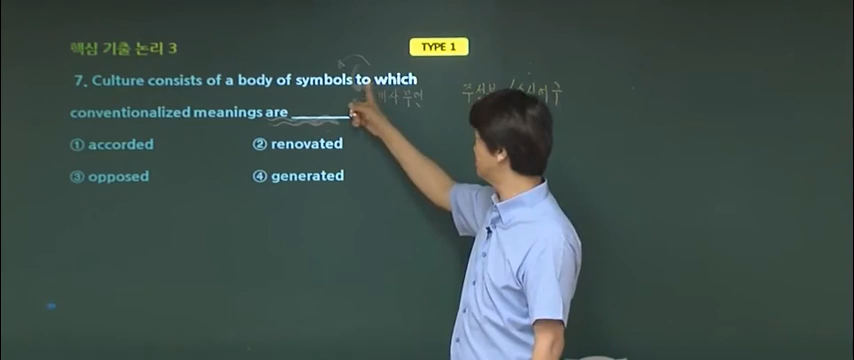 핵심 기출 논리 3
TYPE 1
7. Culture consists of a body of symbols to which
conventionalized meanings are ________.
① accorded
② renovated
③ opposed
④ generated